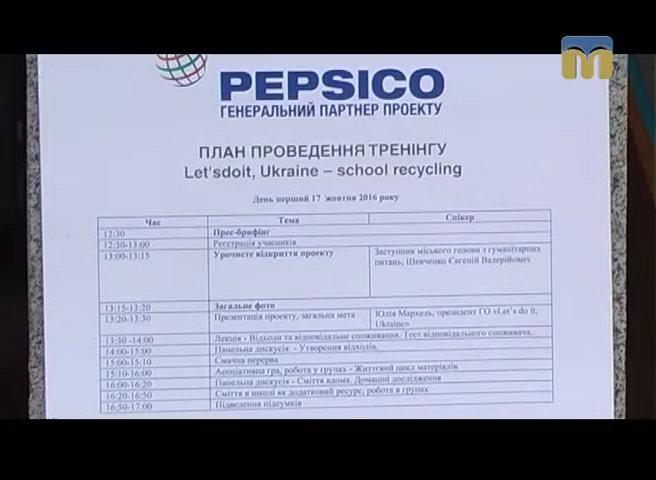 M
PEPSICO
ГЕНЕРАЛЬНИЙ ПАРТНЕР ПРОЕКТУ
ПЛАН ПРОВЕДЕННЯ ТРЕНІНГУ
Let'sdoit, Ukraine – school recycling
День перший 17 жовтня 2016 року
Час Тема Спікер
12:30 Прес-брифінг
12:30-13:00 Реєстрація учасників
13:00-13:15 Урочисте відкриття проекту Заступник міського голови з гуманітарних
питань, Шевченко Євгеній Валерійович
13:15-13:20 Загальне фото
13:20-13:30 Презентація проекту, загальна мета Юлія Мархель, президент ГО «Let's do it,
Ukraine»
13:30 -14:00 Лекція - Відходи та відповідальне споживання. Тест відповідального споживача.
14:00-15:00 Панельна дискусія - Утворення відходів.
15:00-15:10 Смачна перерва
15:10-16:00 Асоціативна гра, робота у групах - Життєвий цикл матеріалів
16:00-16:20 Панельна дискусія - Сміття вдома. Домашні дослідження
16:20-16:50 Сміття в школі як додатковий ресурс, робота в групах
16:50-17:00 Підведення підсумків